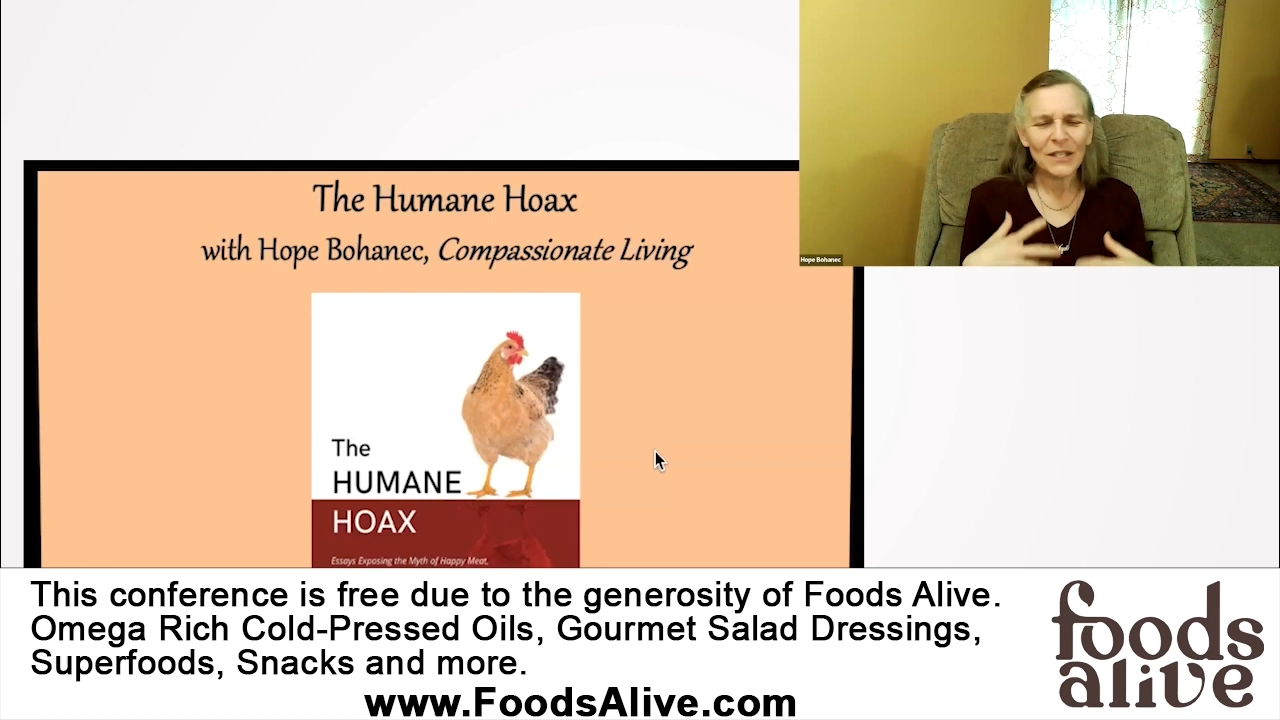 The Humane Hoax
with Hope Bohanec, Compassionate Living
The
HUMANE
HOAX
Essays Exposing the Myth of Happy Meat,
Hope Bohanec
This conference is free due to the generosity of Foods Alive.
Omega Rich Cold-Pressed Oils, Gourmet Salad Dressings,
Superfoods, Snacks and more.
www.FoodsAlive.com
foods
alive